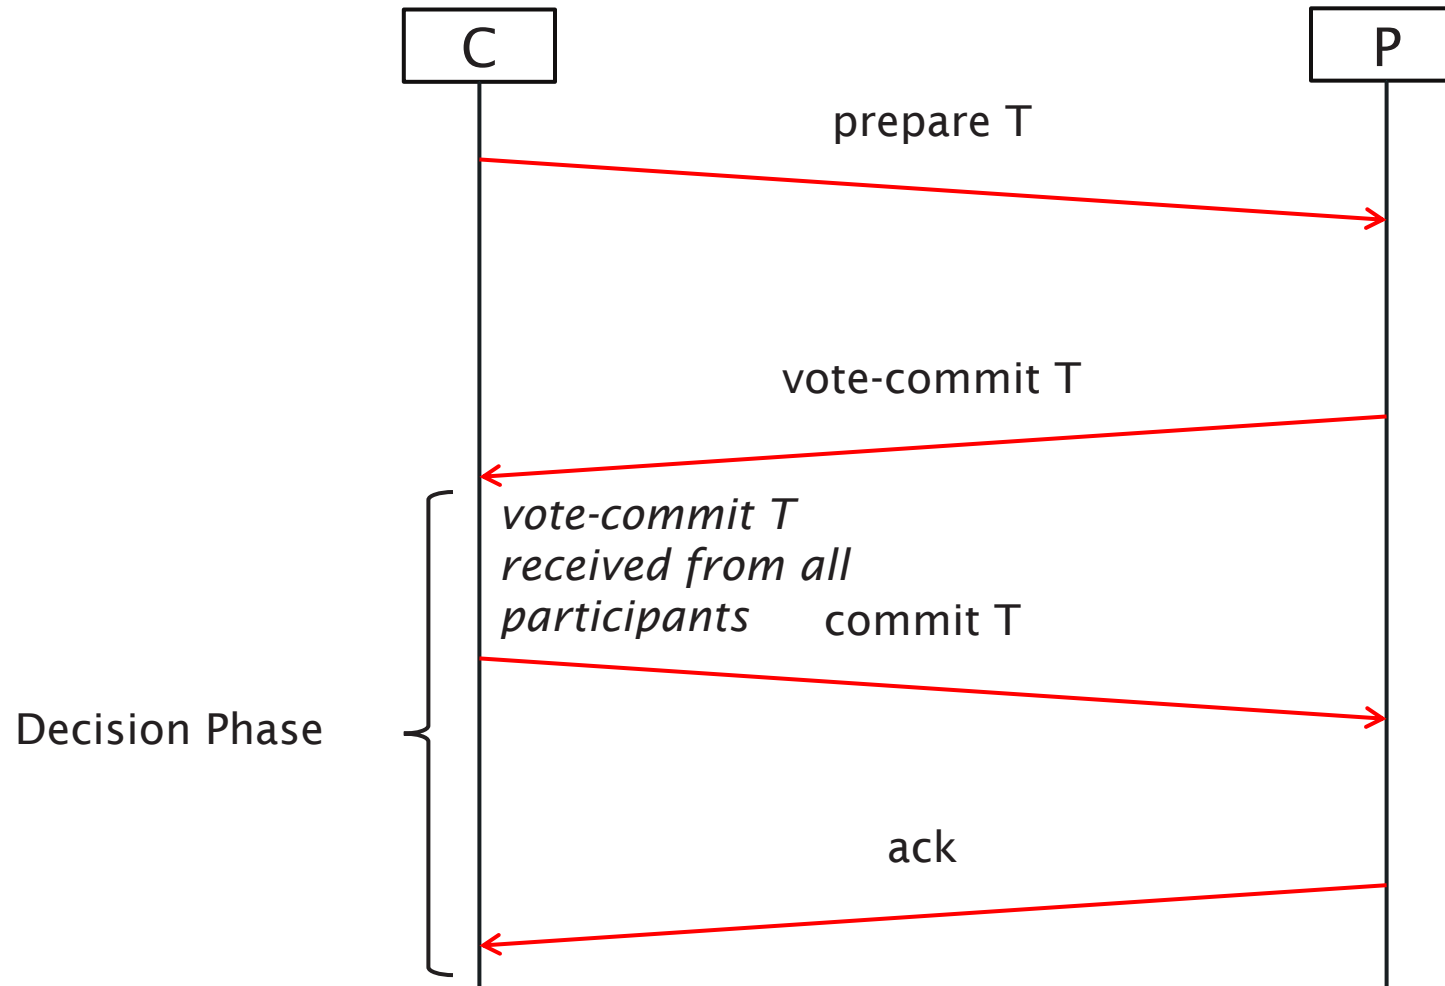 C
P
prepare T
vote-commit T
vote-commit T
received from all
participants
commit T
Decision Phase
ack